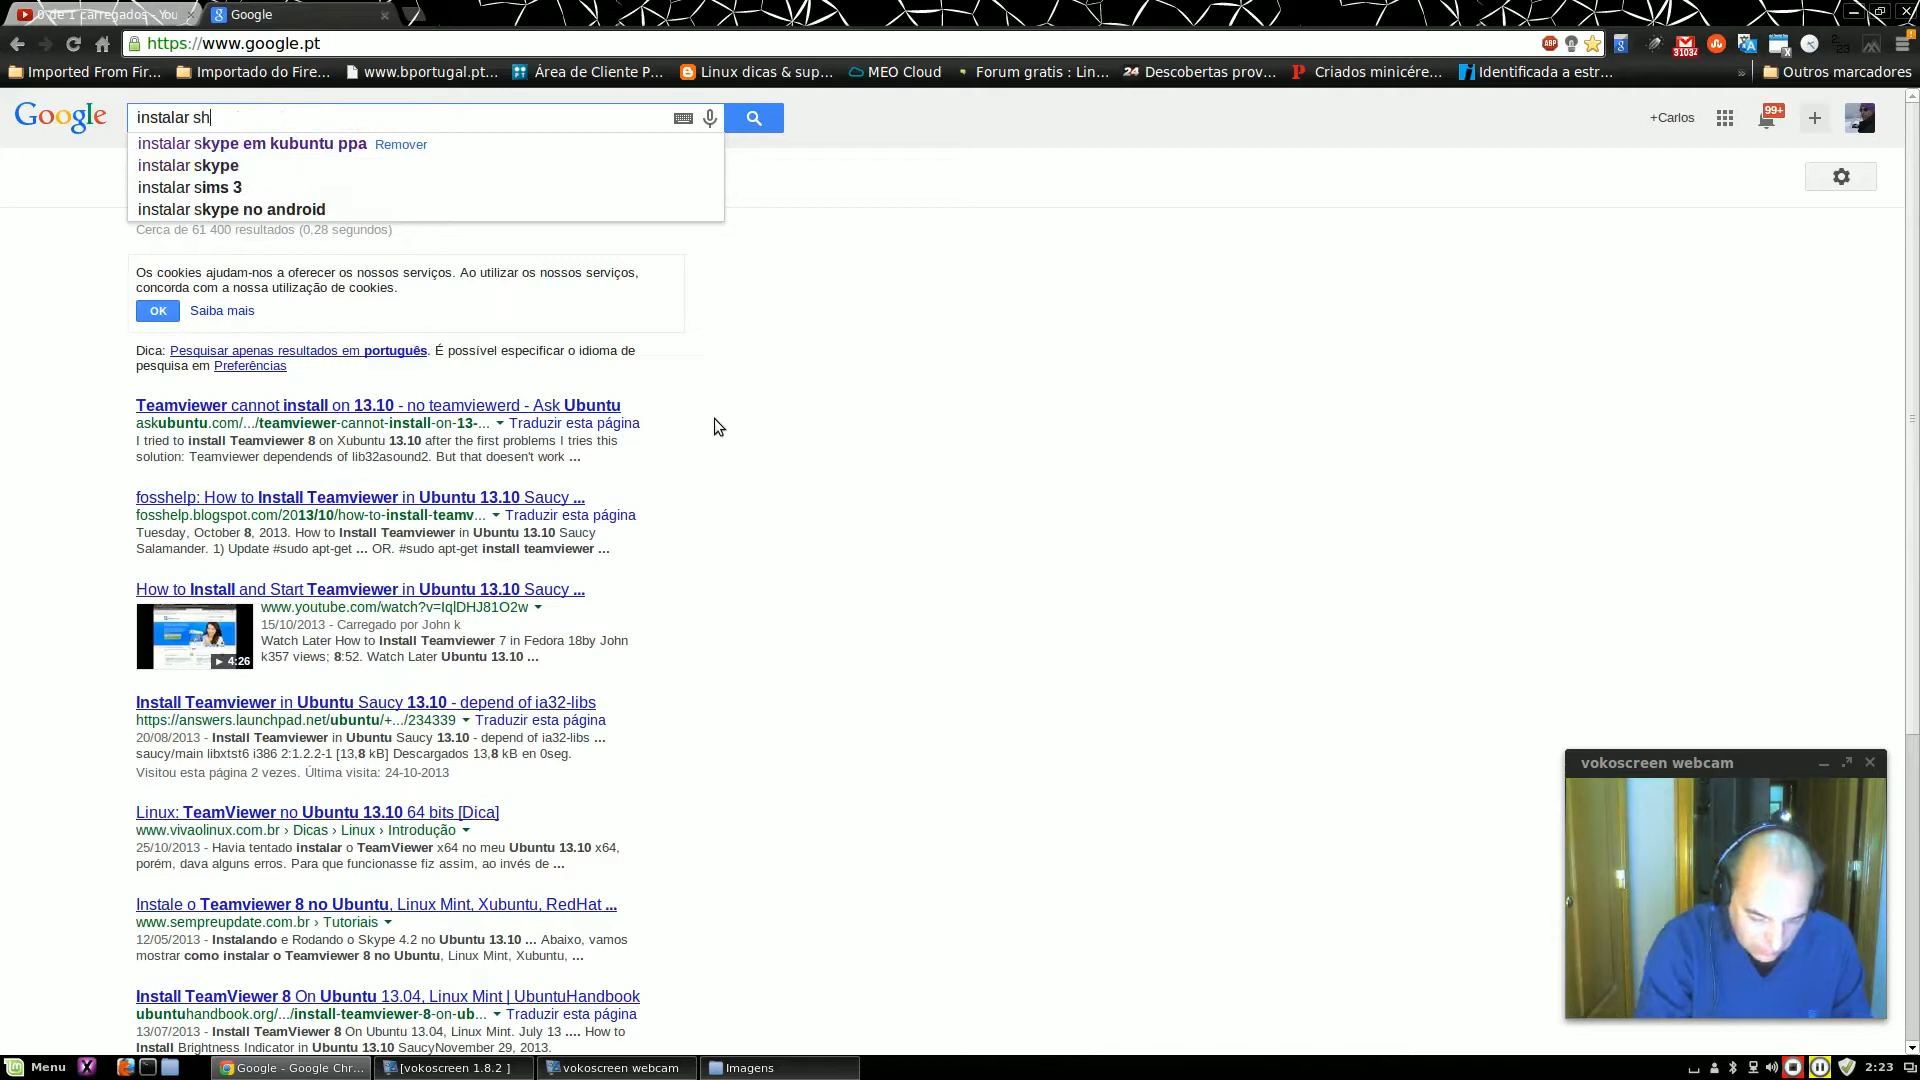 0 de 1 carregados - You
Google
https://www.google.pt
ABP
31034
Imported From Fir...
Importado do Fire...
www.bportugal.pt...
Área de Cliente P...
Linux dicas & sup...
MEO Cloud
Forum gratis : Lin...
24 Descobertas prov...
Criados minicére...
Identificada a estr...
»
Outros marcadores
Google
instalar sh
+Carlos
99+
instalar skype em kubuntu ppa Remover
instalar skype
instalar sims 3
instalar skype no android
Cerca de 61 400 resultados (0,28 segundos)
Os cookies ajudam-nos a oferecer os nossos serviços. Ao utilizar os nossos serviços,
concorda com a nossa utilização de cookies.
OK Saiba mais
Dica: Pesquisar apenas resultados em português. É possível especificar o idioma de
pesquisa em Preferências
Teamviewer cannot install on 13.10 - no teamviewerd - Ask Ubuntu
askubuntu.com/.../teamviewer-cannot-install-on-13-... Traduzir esta página
I tried to install Teamviewer 8 on Xubuntu 13.10 after the first problems I tries this
solution: Teamviewer dependends of lib32asound2. But that doesen't work ...
fosshelp: How to Install Teamviewer in Ubuntu 13.10 Saucy ...
fosshelp.blogspot.com/2013/10/how-to-install-teamv... Traduzir esta página
Tuesday, October 8, 2013. How to Install Teamviewer in Ubuntu 13.10 Saucy
Salamander. 1) Update #sudo apt-get ... OR. #sudo apt-get install teamviewer ...
How to Install and Start Teamviewer in Ubuntu 13.10 Saucy ...
www.youtube.com/watch?v=IqlDHJ81O2w
15/10/2013 - Carregado por John k
Watch Later How to Install Teamviewer 7 in Fedora 18by John
k357 views; 8:52. Watch Later Ubuntu 13.10 ...
4:26
Install Teamviewer in Ubuntu Saucy 13.10 - depend of ia32-libs
https://answers.launchpad.net/ubuntu/+.../234339 Traduzir esta página
20/08/2013 - Install Teamviewer in Ubuntu Saucy 13.10 - depend of ia32-libs ...
saucy/main libxtst6 i386 2:1.2.2-1 [13,8 kB] Descargados 13,8 kB en 0seg.
Visitou esta página 2 vezes. Última visita: 24-10-2013
Linux: TeamViewer no Ubuntu 13.10 64 bits [Dica]
www.vivaolinux.com.br › Dicas › Linux › Introdução
25/10/2013 - Havia tentado instalar o TeamViewer x64 no meu Ubuntu 13.10 x64,
porém, dava alguns erros. Para que funcionasse fiz assim, ao invés de ...
Instale o Teamviewer 8 no Ubuntu, Linux Mint, Xubuntu, RedHat ...
www.sempreupdate.com.br › Tutoriais
12/05/2013 - Instalando e Rodando o Skype 4.2 no Ubuntu 13.10 ... Abaixo, vamos
mostrar como instalar o Teamviewer 8 no Ubuntu, Linux Mint, Xubuntu, ...
Install TeamViewer 8 On Ubuntu 13.04, Linux Mint | UbuntuHandbook
ubuntuhandbook.org/.../install-teamviewer-8-on-ub... Traduzir esta página
13/07/2013 - Install TeamViewer 8 On Ubuntu 13.04, Linux Mint. July 13 .... How to
Install Brightness Indicator in Ubuntu 13.10 SaucyNovember 29, 2013.
vokoscreen webcam
Menu
Google - Google Chr...
[vokoscreen 1.8.2 ]
vokoscreen webcam
Imagens
2:23